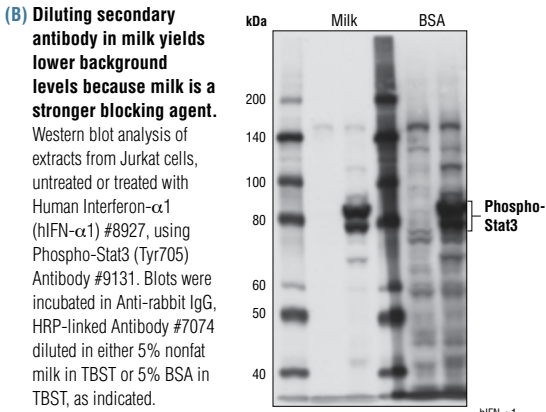 (B) Diluting secondary
antibody in milk yields
lower background
levels because milk is a
stronger blocking agent.
Western blot analysis of
extracts from Jurkat cells,
untreated or treated with
Human Interferon-α1
(hIFN-α1) #8927, using
Phospho-Stat3 (Tyr705)
Antibody #9131. Blots were
incubated in Anti-rabbit IgG,
HRP-linked Antibody #7074
diluted in either 5% nonfat
milk in TBST or 5% BSA in
TBST, as indicated.
kDa Milk BSA
200
140
100
80
60
50
40
Phospho-
Stat3
hIFN-α1